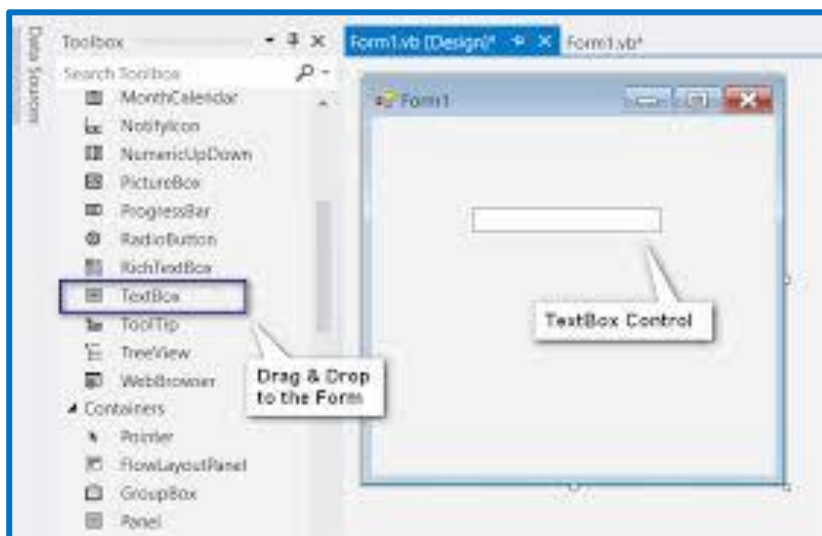 Data Sources
Toolbox
Search Toolbox
MonthCalendar
NotifyIcon
NumericUpDown
PictureBox
ProgressBar
RadioButton
RichTextBox
TextBox
ToolTip
TreeView
WebBrowser
Containers
Pointer
FlowLayoutPanel
GroupBox
Panel
Drag & Drop
to the Form
Form1.vb [Design]*
Form1.vb*
Form1
TextBox Control